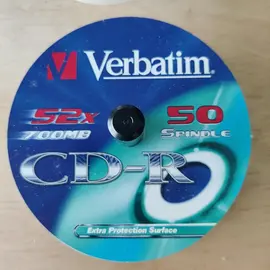 Verbatim
52x 50
700MB SPINDLE
CD-R
Extra Protection Surface